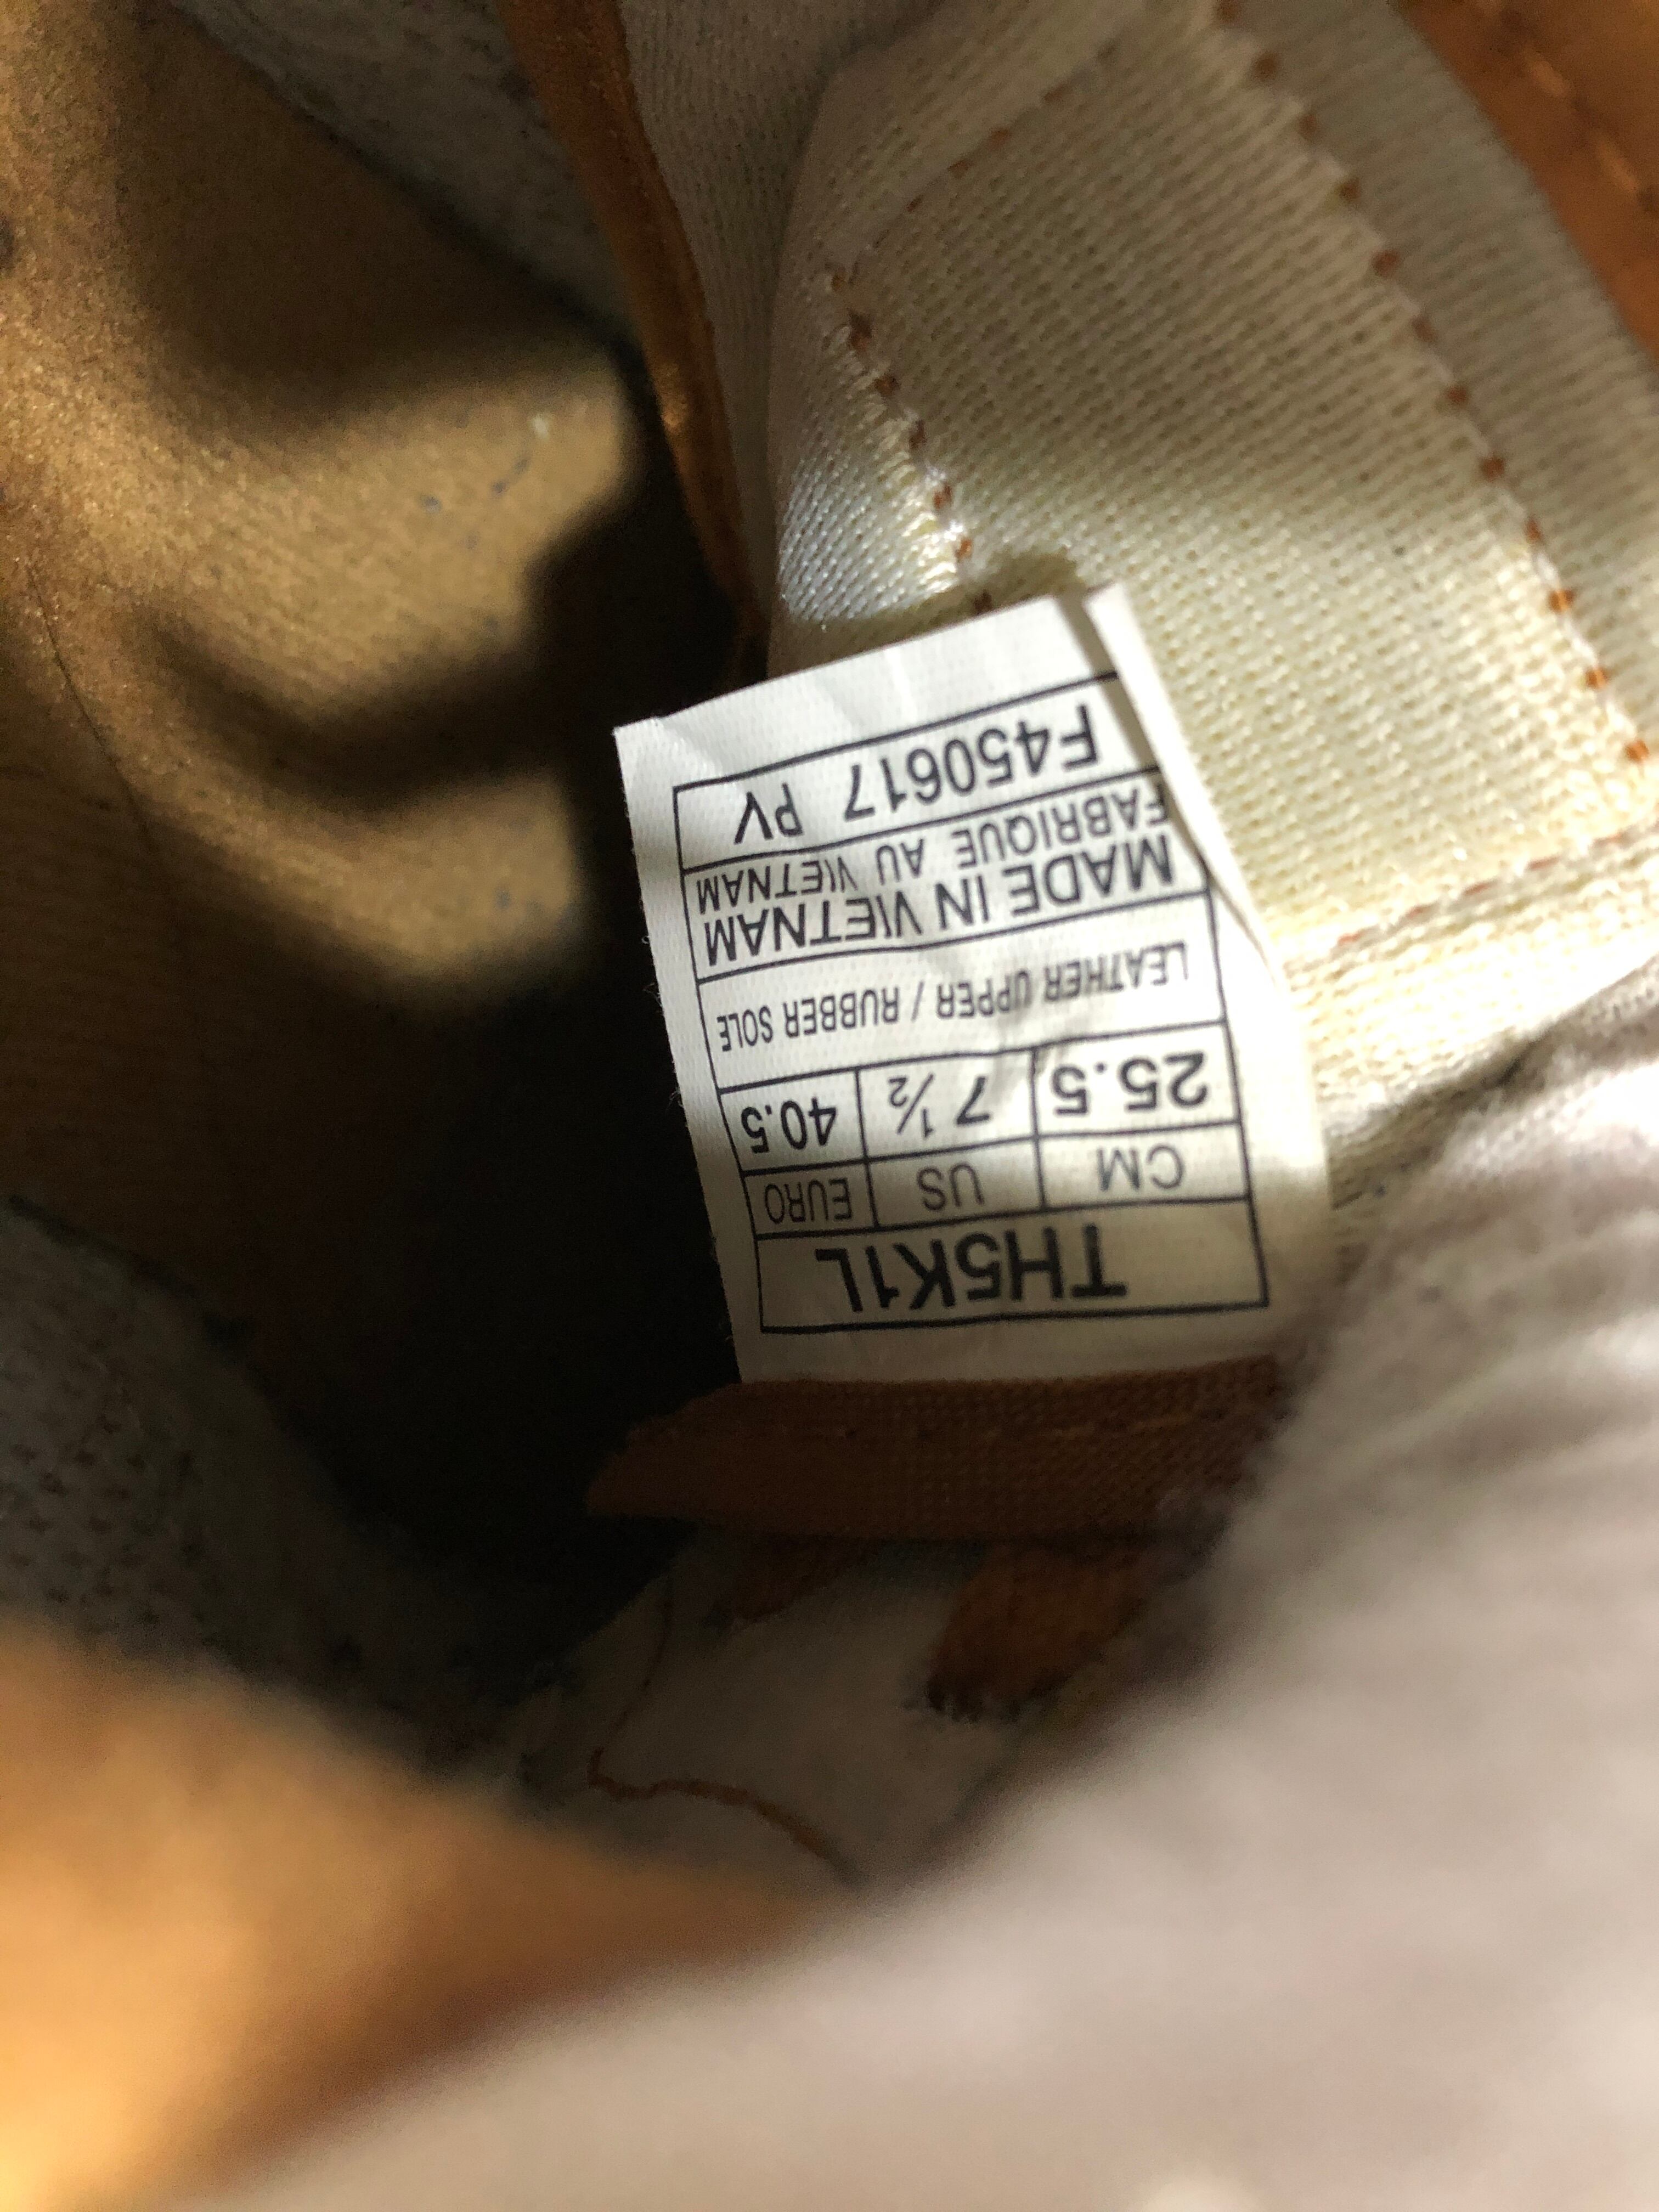 TH5K1L
CM US EURO
25.5 7 ½ 40.5
LEATHER UPPER / RUBBER SOLE
MADE IN VIETNAM
FABRIQUE AU VIETNAM
F450617 PV